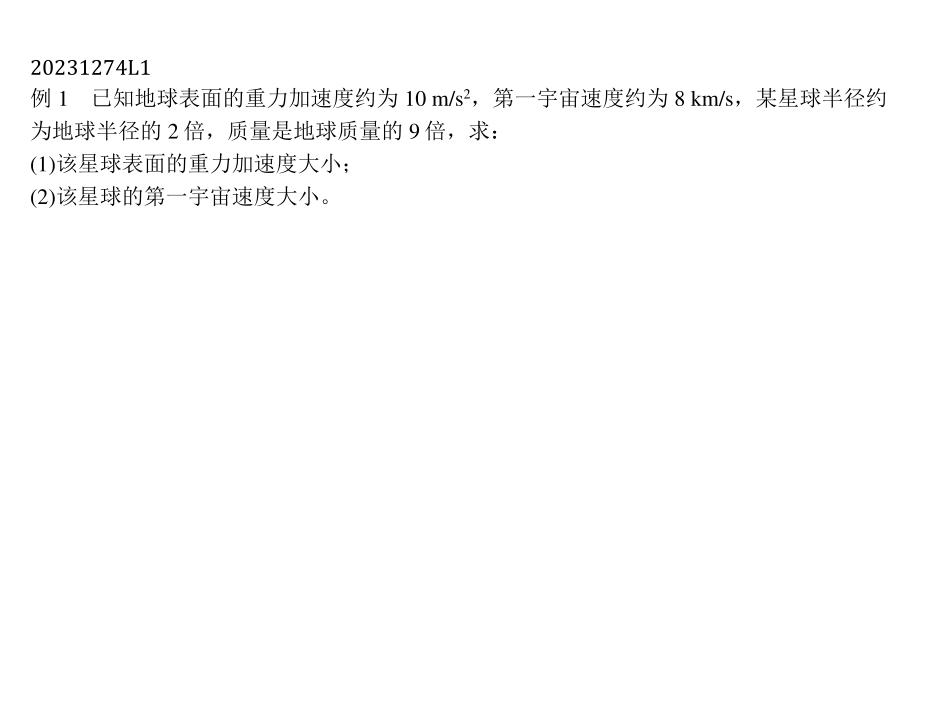 20231274L1
例 1　已知地球表面的重力加速度约为 10 m/s²，第一宇宙速度约为 8 km/s，某星球半径约
为地球半径的 2 倍，质量是地球质量的 9 倍，求：
(1)该星球表面的重力加速度大小；
(2)该星球的第一宇宙速度大小。